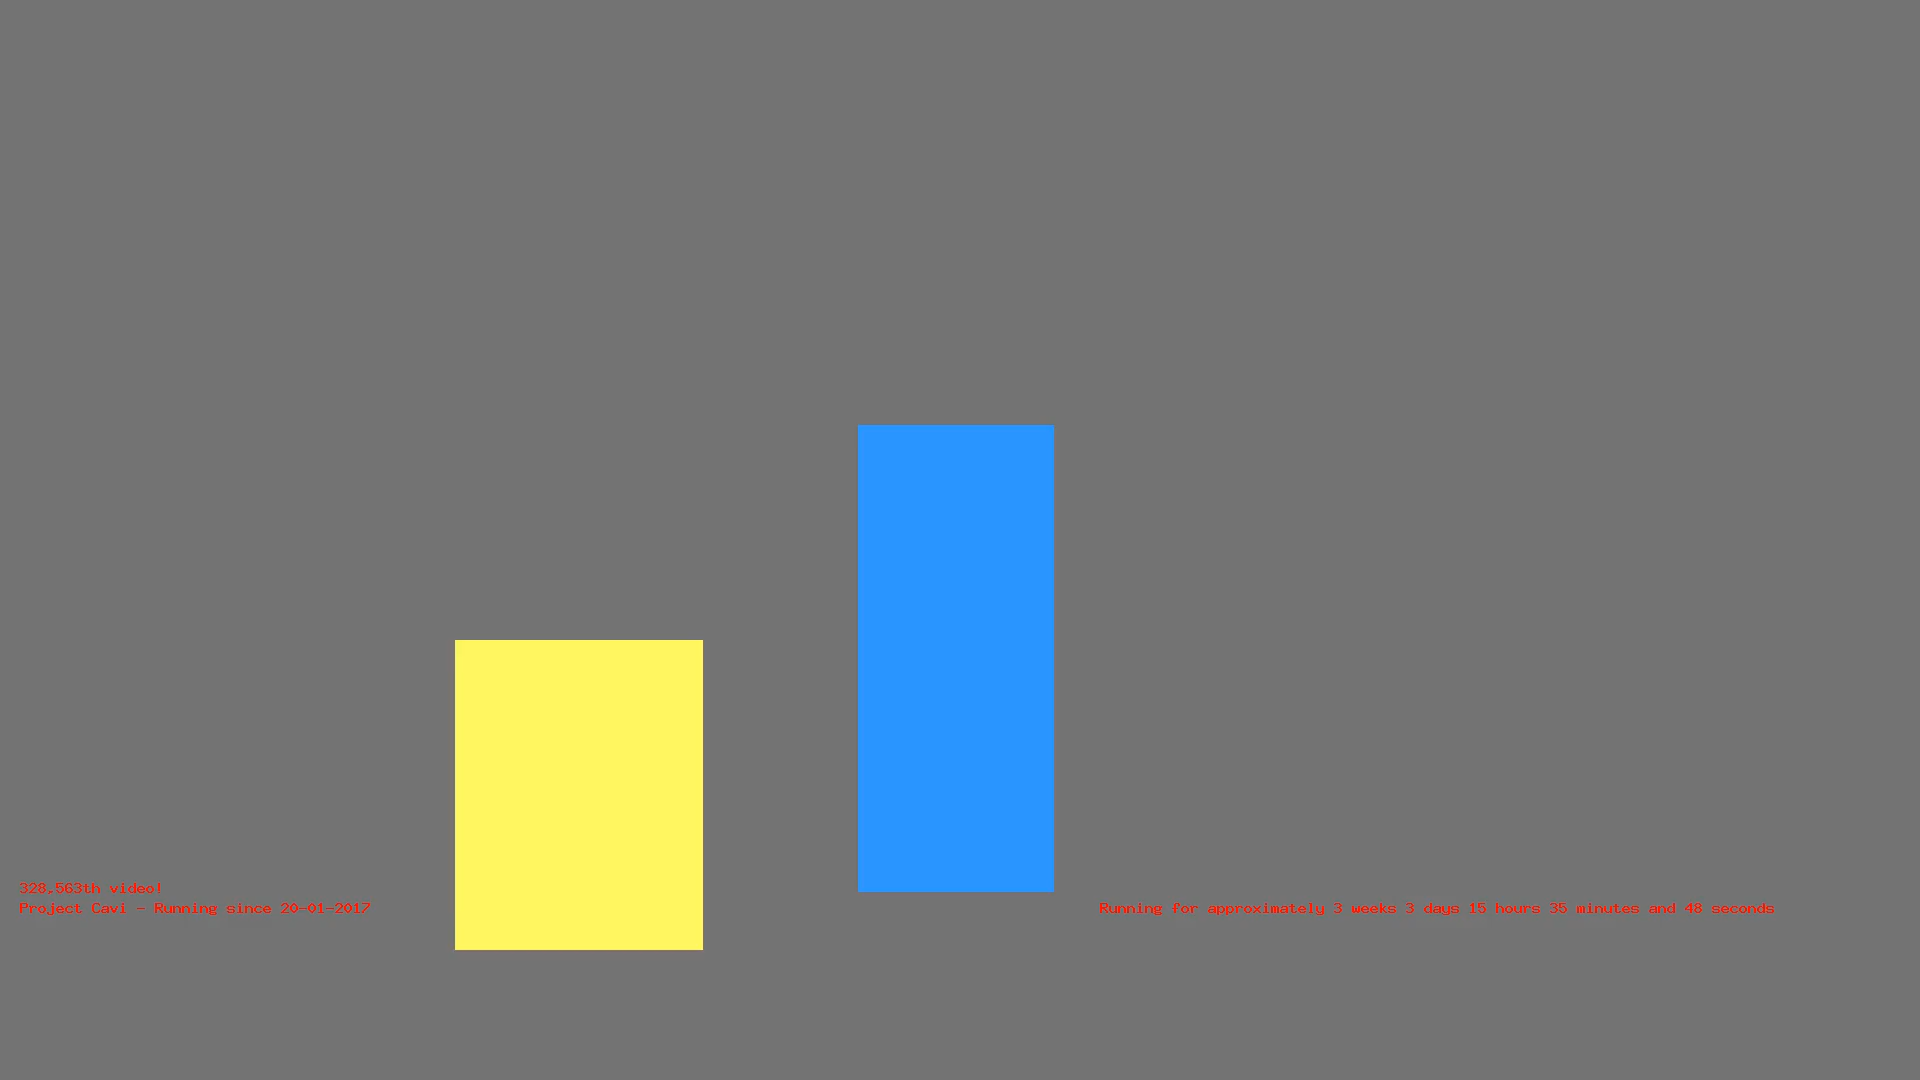 328,563th video!
Project Cavi - Running since 20-01-2017
Running for approximately 3 weeks 3 days 15 hours 35 minutes and 48 seconds